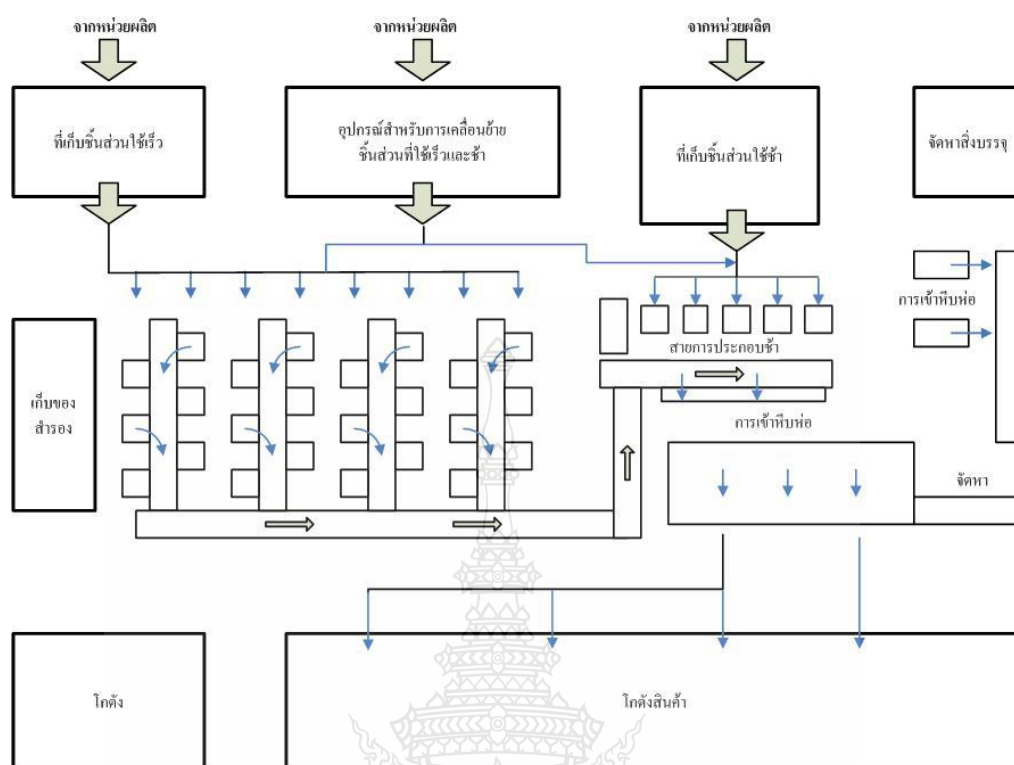 จากหน่วยผลิต
จากหน่วยผลิต
จากหน่วยผลิต
ที่เก็บชิ้นส่วนใช้เร็ว
อุปกรณ์สำหรับการเคลื่อนย้าย
ชิ้นส่วนที่ใช้เร็วและช้า
ที่เก็บชิ้นส่วนใช้ช้า
จัดหาสิ่งบรรจุ
การเข้าหีบห่อ
สายการประกอบช้า
เก็บของ
สำรอง
การเข้าหีบห่อ
จัดหา
โกดัง
โกดังสินค้า